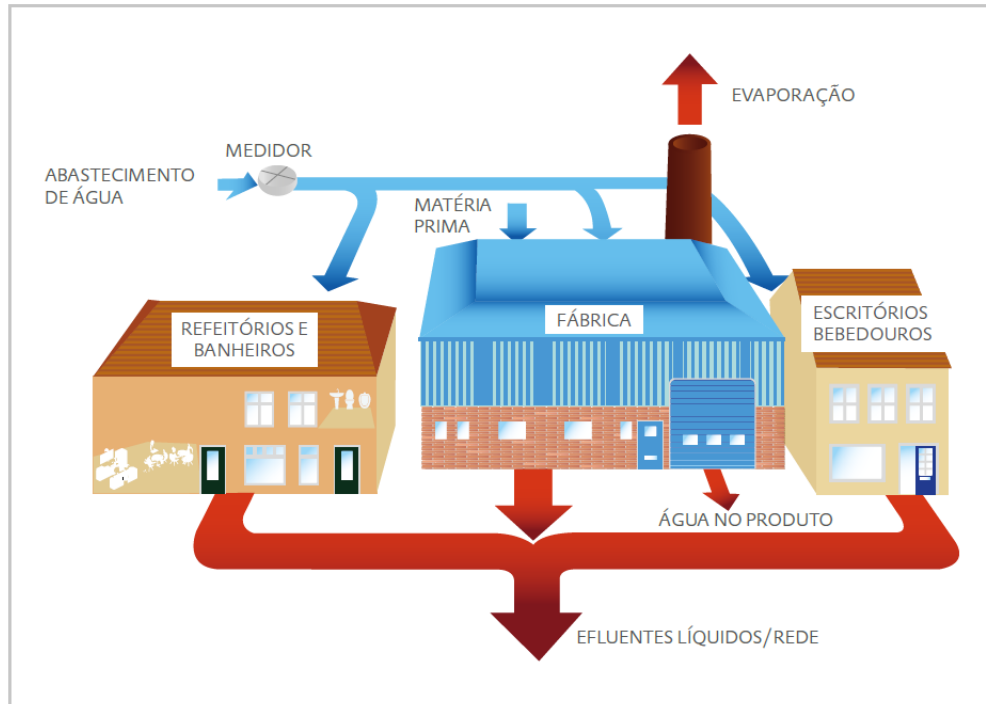 EVAPORAÇÃO
MEDIDOR
ABASTECIMENTO
DE ÁGUA
MATÉRIA
PRIMA
REFEITÓRIOS E
BANHEIROS
FÁBRICA
ESCRITÓRIOS
BEBEDOUROS
ÁGUA NO PRODUTO
EFLUENTES LÍQUIDOS/REDE